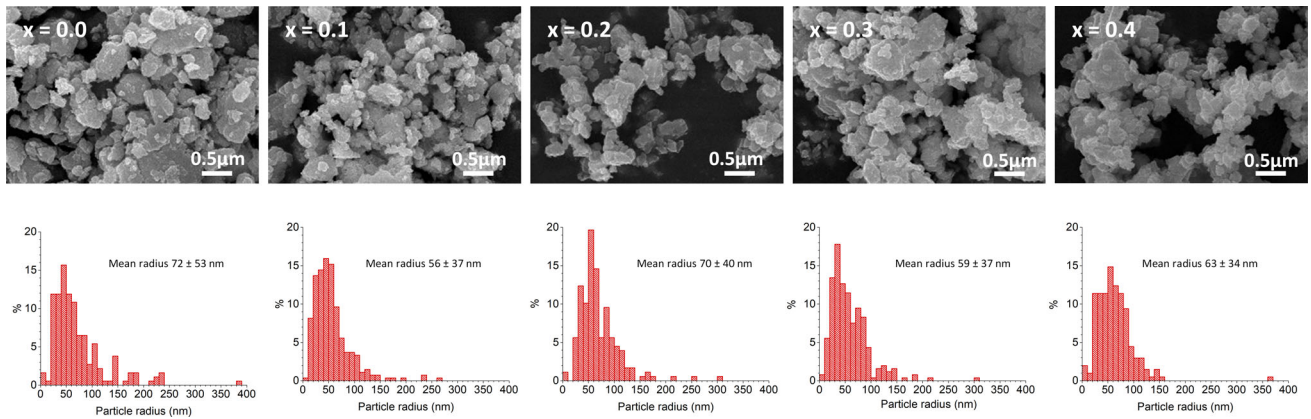 x = 0.0
0.5μm
x = 0.1
0.5μm
x = 0.2
0.5μm
x = 0.3
0.5μm
x = 0.4
0.5μm
20
15
10
5
0
%
Mean radius 72 ± 53 nm
0 50 100 150 200 250 300 350 400
Particle radius (nm)
20
15
10
5
0
%
Mean radius 56 ± 37 nm
0 50 100 150 200 250 300 350 400
Particle radius (nm)
20
15
10
5
0
%
Mean radius 70 ± 40 nm
0 50 100 150 200 250 300 350 400
Particle radius (nm)
20
15
10
5
0
%
Mean radius 59 ± 37 nm
0 50 100 150 200 250 300 350 400
Particle radius (nm)
20
15
10
5
0
%
Mean radius 63 ± 34 nm
0 50 100 150 200 250 300 350 400
Particle radius (nm)